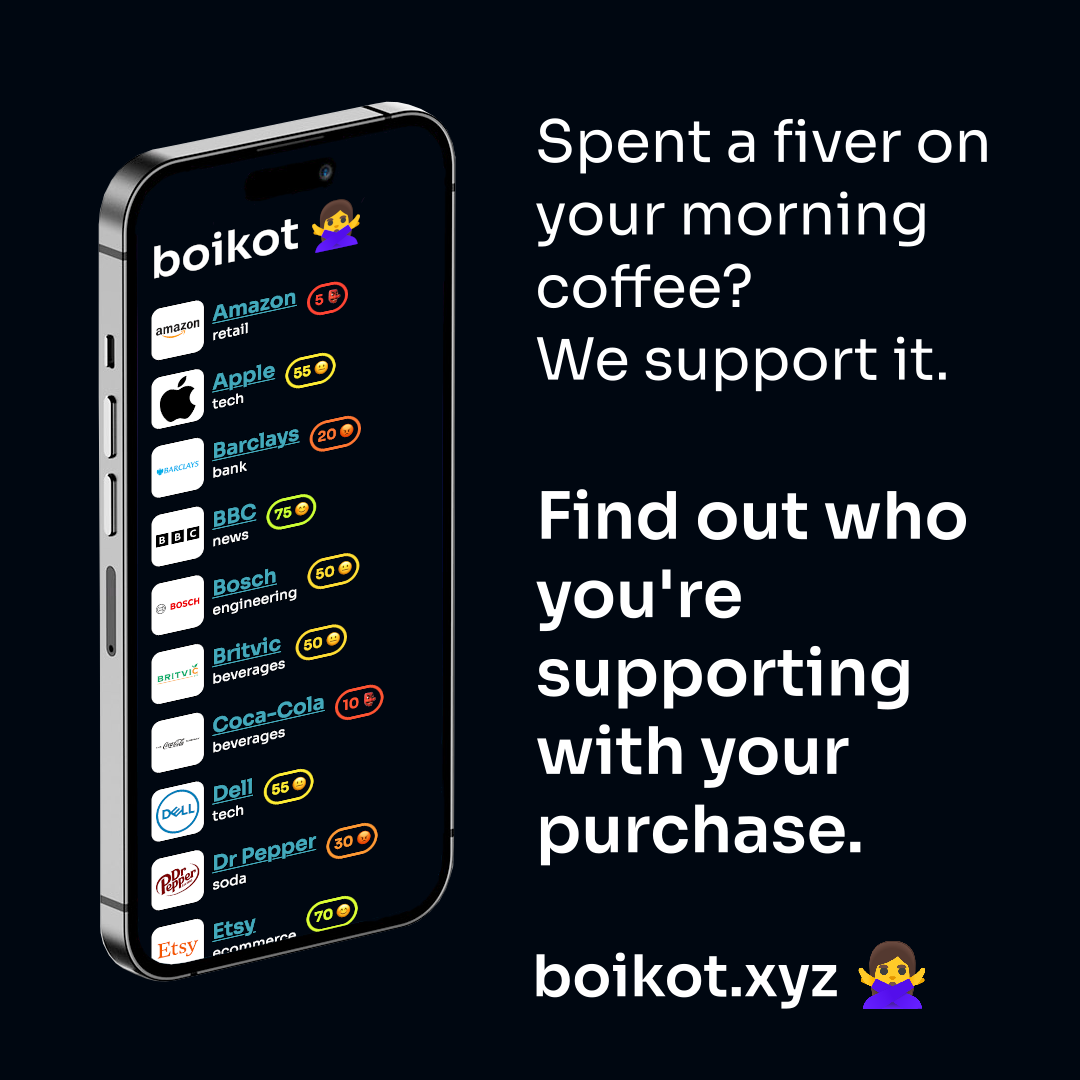 boikot
amazon
Amazon 5
retail
Apple 55
tech
BARCLAYS
Barclays 20
bank
BBC
BBC 75
news
BOSCH
Bosch 50
engineering
BRITVIC
Britvic 50
beverages
Coca-Cola
Coca-Cola 10
beverages
DELL
Dell 55
tech
Dr Pepper
Dr Pepper 30
soda
Etsy
Etsy 70
ecommerce
Spent a fiver on
your morning
coffee?
We support it.
Find out who
you're
supporting
with your
purchase.
boikot.xyz